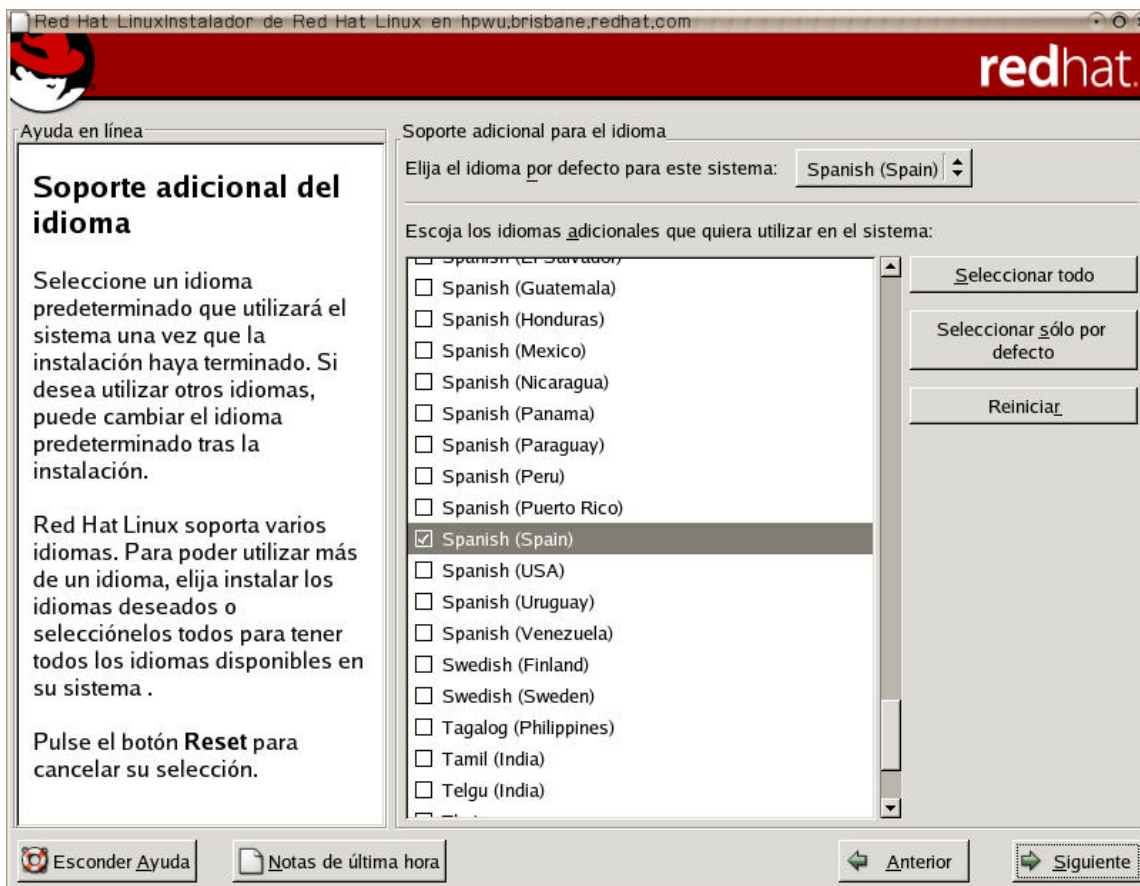 Red Hat LinuxInstalador de Red Hat Linux en hpwu.brisbane.redhat.com
redhat.
Ayuda en línea
Soporte adicional del
idioma
Seleccione un idioma
predeterminado que utilizará el
sistema una vez que la
instalación haya terminado. Si
desea utilizar otros idiomas,
puede cambiar el idioma
predeterminado tras la
instalación.
Red Hat Linux soporta varios
idiomas. Para poder utilizar más
de un idioma, elija instalar los
idiomas deseados o
selecciónelos todos para tener
todos los idiomas disponibles en
su sistema .
Pulse el botón Reset para
cancelar su selección.
Soporte adicional para el idioma
Elija el idioma por defecto para este sistema: Spanish (Spain)
Escoja los idiomas adicionales que quiera utilizar en el sistema:
Spanish (El Salvador)
Spanish (Guatemala)
Spanish (Honduras)
Spanish (Mexico)
Spanish (Nicaragua)
Spanish (Panama)
Spanish (Paraguay)
Spanish (Peru)
Spanish (Puerto Rico)
Spanish (Spain)
Spanish (USA)
Spanish (Uruguay)
Spanish (Venezuela)
Swedish (Finland)
Swedish (Sweden)
Tagalog (Philippines)
Tamil (India)
Telgu (India)
Seleccionar todo
Seleccionar sólo por
defecto
Reiniciar
Esconder Ayuda
Notas de última hora
Anterior
Siguiente